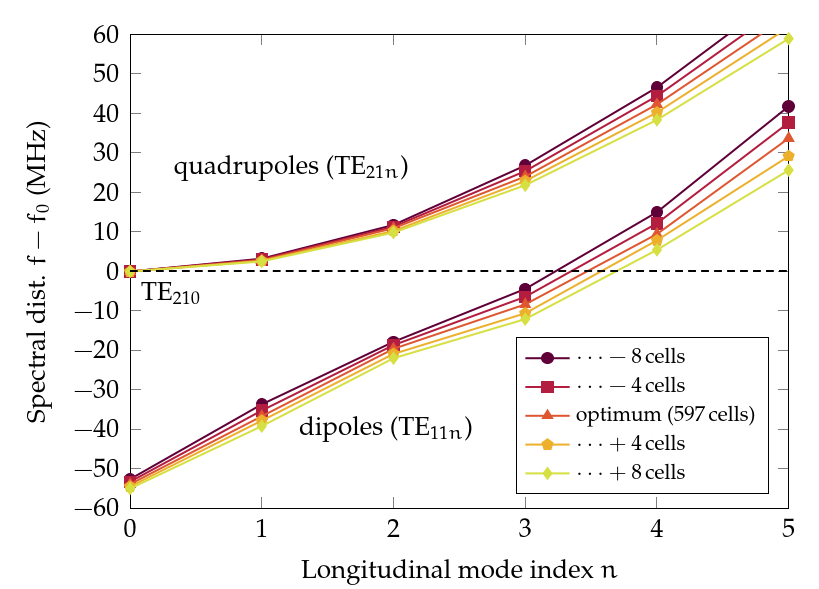 60
50
40
30
20
10
0
−10
−20
−30
−40
−50
−60
0
1
2
3
4
5
Spectral dist. f − f₀ (MHz)
Longitudinal mode index n
quadrupoles (TE₂₁ₙ)
TE₂₁₀
dipoles (TE₁₁ₙ)
··· − 8 cells
··· − 4 cells
optimum (597 cells)
··· + 4 cells
··· + 8 cells